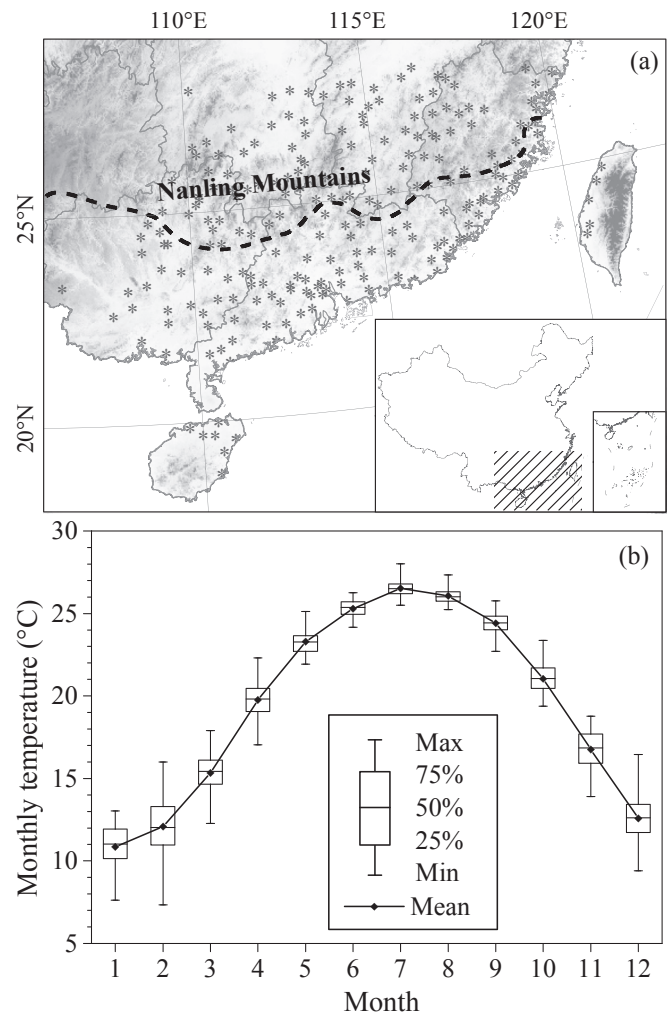 110°E 115°E 120°E
(a)
Nanling Mountains
25°N
20°N
30
(b)
25
20
15
10
5
Monthly temperature (°C)
Max
75%
50%
25%
Min
Mean
1 2 3 4 5 6 7 8 9 10 11 12
Month